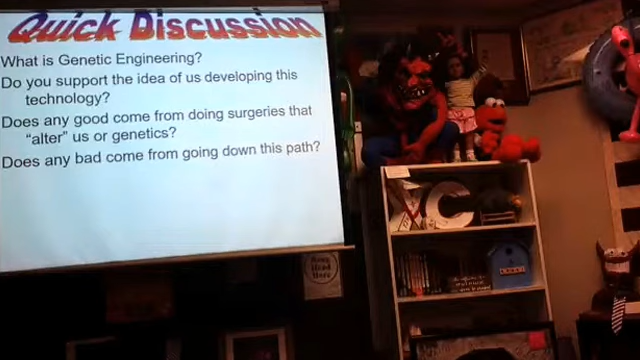 Quick Discussion
What is Genetic Engineering?
Do you support the idea of us developing this
technology?
Does any good come from doing surgeries that
"alter" us or genetics?
Does any bad come from going down this path?